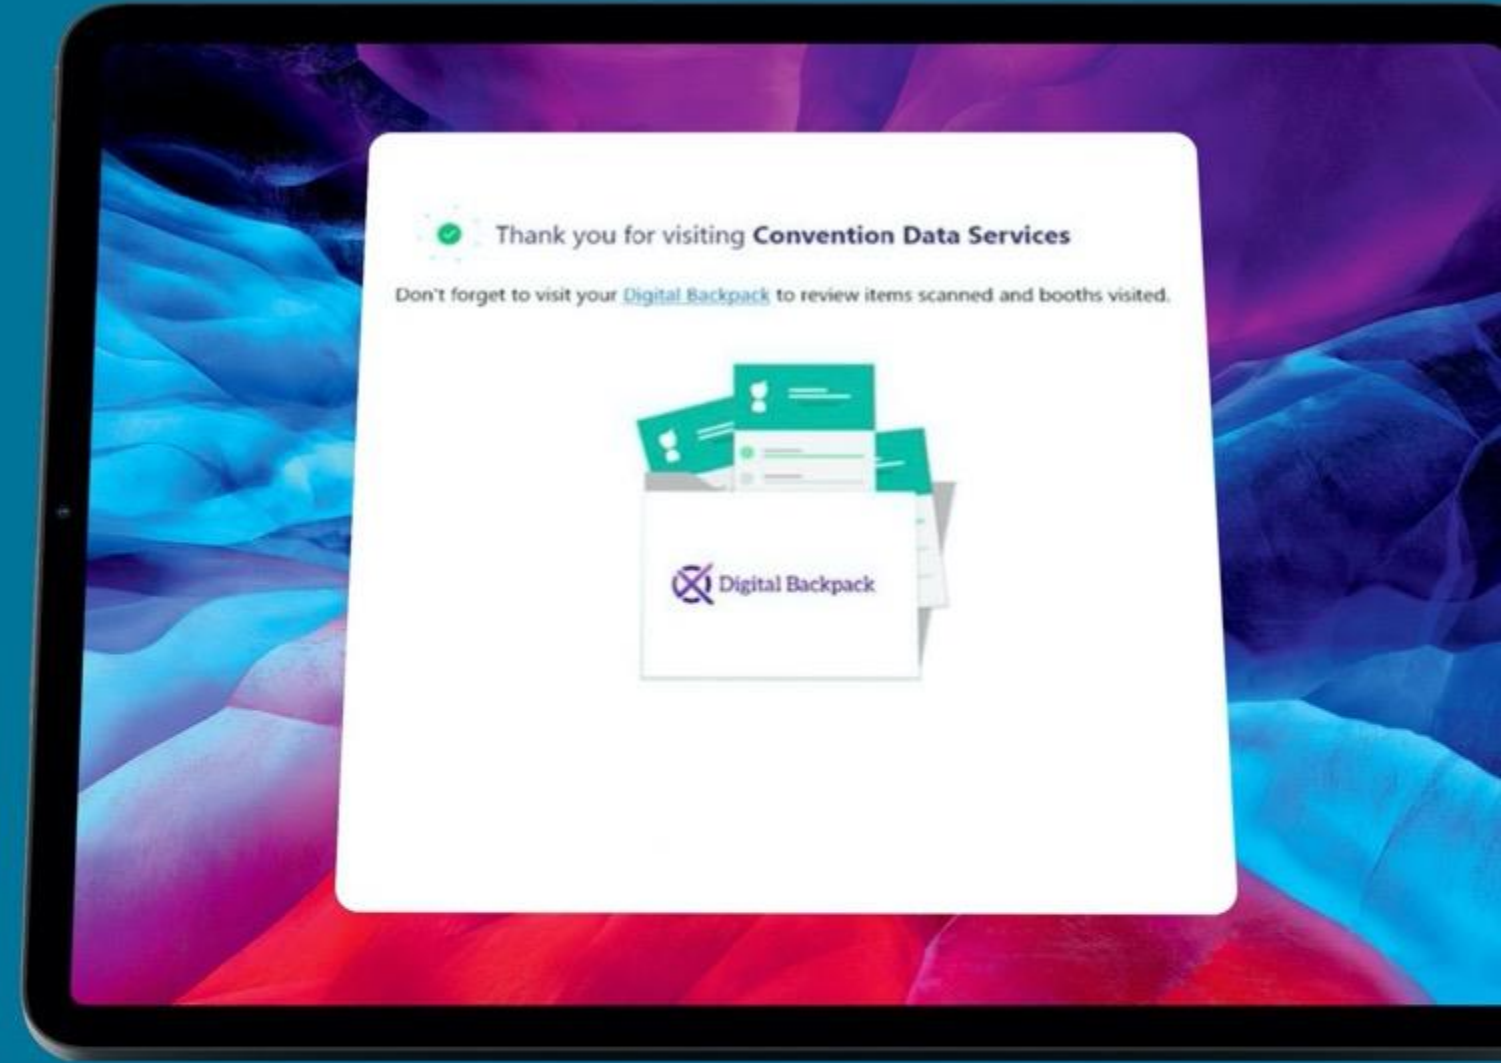 Thank you for visiting Convention Data Services
Don't forget to visit your Digital Backpack to review items scanned and booths visited.
Digital Backpack